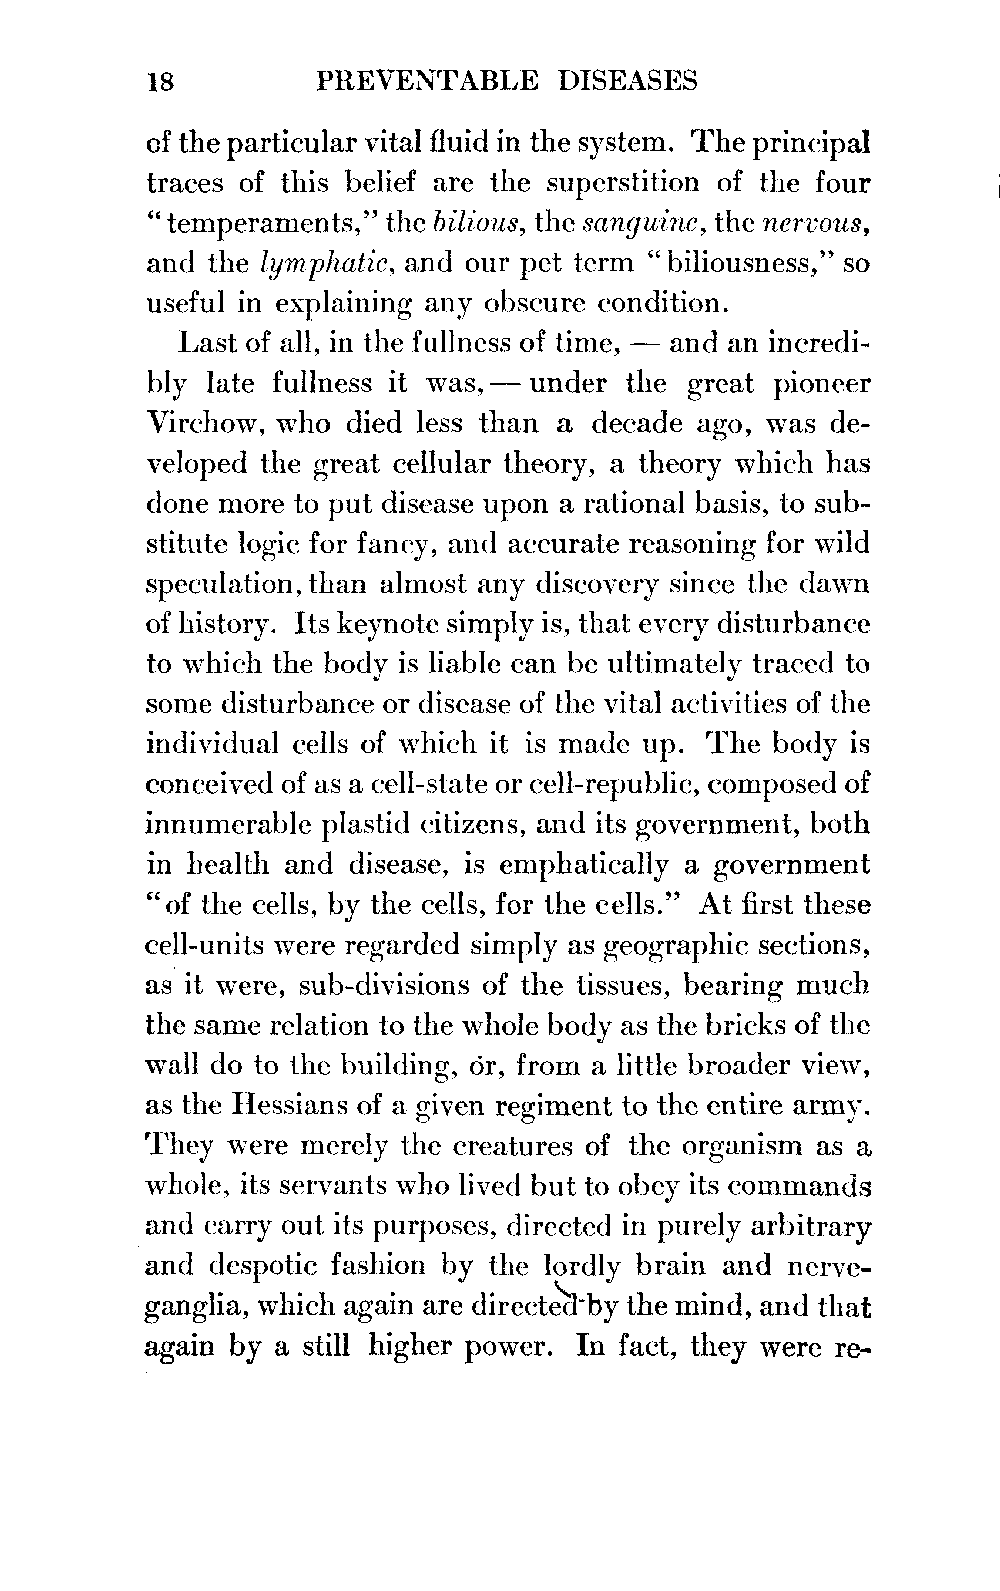 18 PREVENTABLE DISEASES
of the particular vital fluid in the system. The principal
traces of this belief are the superstition of the four
“temperaments,” the bilious, the sanguine, the nervous,
and the lymphatic, and our pet term “biliousness,” so
useful in explaining any obscure condition.
Last of all, in the fullness of time, — and an incredi-
bly late fullness it was, — under the great pioneer
Virchow, who died less than a decade ago, was de-
veloped the great cellular theory, a theory which has
done more to put disease upon a rational basis, to sub-
stitute logic for fancy, and accurate reasoning for wild
speculation, than almost any discovery since the dawn
of history. Its keynote simply is, that every disturbance
to which the body is liable can be ultimately traced to
some disturbance or disease of the vital activities of the
individual cells of which it is made up. The body is
conceived of as a cell-state or cell-republic, composed of
innumerable plastid citizens, and its government, both
in health and disease, is emphatically a government
“of the cells, by the cells, for the cells.” At first these
cell-units were regarded simply as geographic sections,
as it were, sub-divisions of the tissues, bearing much
the same relation to the whole body as the bricks of the
wall do to the building, or, from a little broader view,
as the Hessians of a given regiment to the entire army.
They were merely the creatures of the organism as a
whole, its servants who lived but to obey its commands
and carry out its purposes, directed in purely arbitrary
and despotic fashion by the lordly brain and nerve-
ganglia, which again are directed by the mind, and that
again by a still higher power. In fact, they were re-